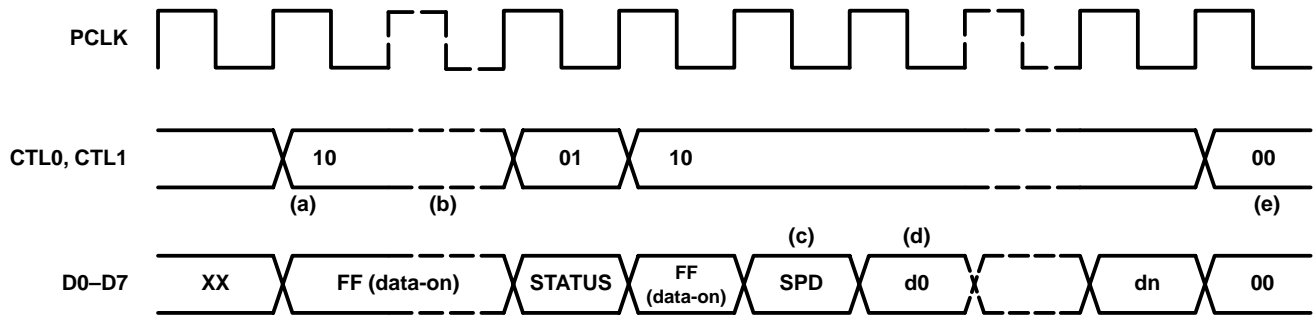 PCLK
CTL0, CTL1 10 01 10 00
(a) (b) (e)
(c) (d)
D0–D7 XX FF (data-on) STATUS FF (data-on) SPD d0 dn 00